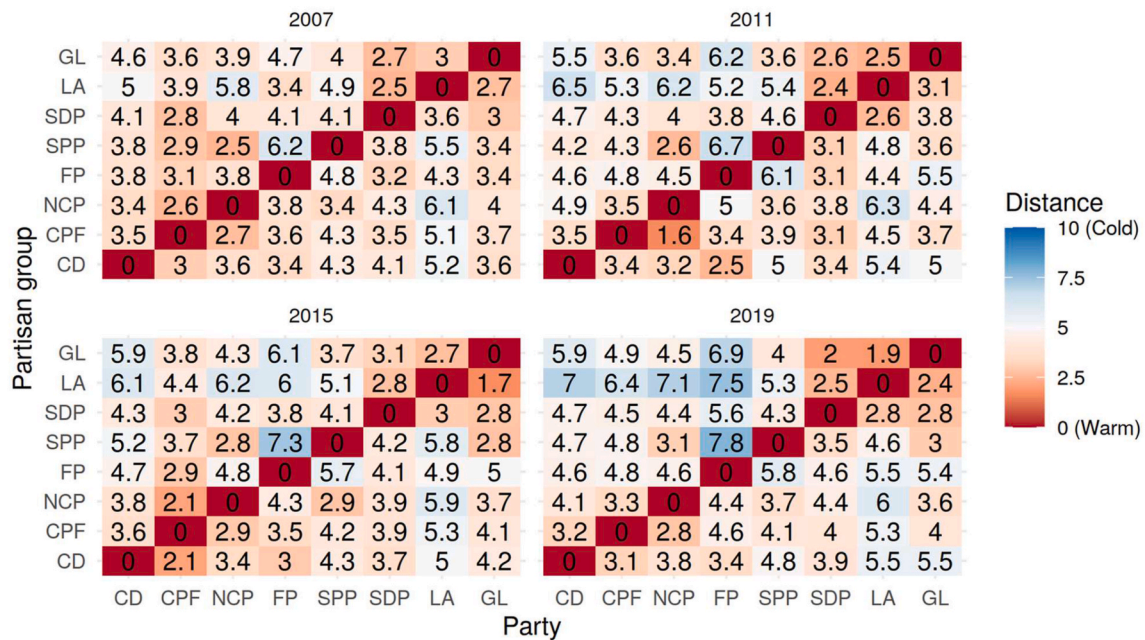 2007
2011
GL 4.6 3.6 3.9 4.7 4 2.7 3 0 5.5 3.6 3.4 6.2 3.6 2.6 2.5 0
LA 5 3.9 5.8 3.4 4.9 2.5 0 2.7 6.5 5.3 6.2 5.2 5.4 2.4 0 3.1
SDP 4.1 2.8 4 4.1 4.1 0 3.6 3 4.7 4.3 4 3.8 4.6 0 2.6 3.8
SPP 3.8 2.9 2.5 6.2 0 3.8 5.5 3.4 4.2 4.3 2.6 6.7 0 3.1 4.8 3.6
FP 3.8 3.1 3.8 0 4.8 3.2 4.3 3.4 4.6 4.8 4.5 0 6.1 3.1 4.4 5.5
NCP 3.4 2.6 0 3.8 3.4 4.3 6.1 4 4.9 3.5 0 5 3.6 3.8 6.3 4.4
CPF 3.5 0 2.7 3.6 4.3 3.5 5.1 3.7 3.5 0 1.6 3.4 3.9 3.1 4.5 3.7
CD 0 3 3.6 3.4 4.3 4.1 5.2 3.6 0 3.4 3.2 2.5 5 3.4 5.4 5
2015
2019
GL 5.9 3.8 4.3 6.1 3.7 3.1 2.7 0 5.9 4.9 4.5 6.9 4 2 1.9 0
LA 6.1 4.4 6.2 6 5.1 2.8 0 1.7 7 6.4 7.1 7.5 5.3 2.5 0 2.4
SDP 4.3 3 4.2 3.8 4.1 0 3 2.8 4.7 4.5 4.4 5.6 4.3 0 2.8 2.8
SPP 5.2 3.7 2.8 7.3 0 4.2 5.8 2.8 4.7 4.8 3.1 7.8 0 3.5 4.6 3
FP 4.7 2.9 4.8 0 5.7 4.1 4.9 5 4.6 4.8 4.6 0 5.8 4.6 5.5 5.4
NCP 3.8 2.1 0 4.3 2.9 3.9 5.9 3.7 4.1 3.3 0 4.4 3.7 4.4 6 3.6
CPF 3.6 0 2.9 3.5 4.2 3.9 5.3 4.1 3.2 0 2.8 4.6 4.1 4 5.3 4
CD 0 2.1 3.4 3 4.3 3.7 5 4.2 0 3.1 3.8 3.4 4.8 3.9 5.5 5.5
CD CPF NCP FP SPP SDP LA GL CD CPF NCP FP SPP SDP LA GL
Party
Partisan group
Distance
10 (Cold)
7.5
5
2.5
0 (Warm)